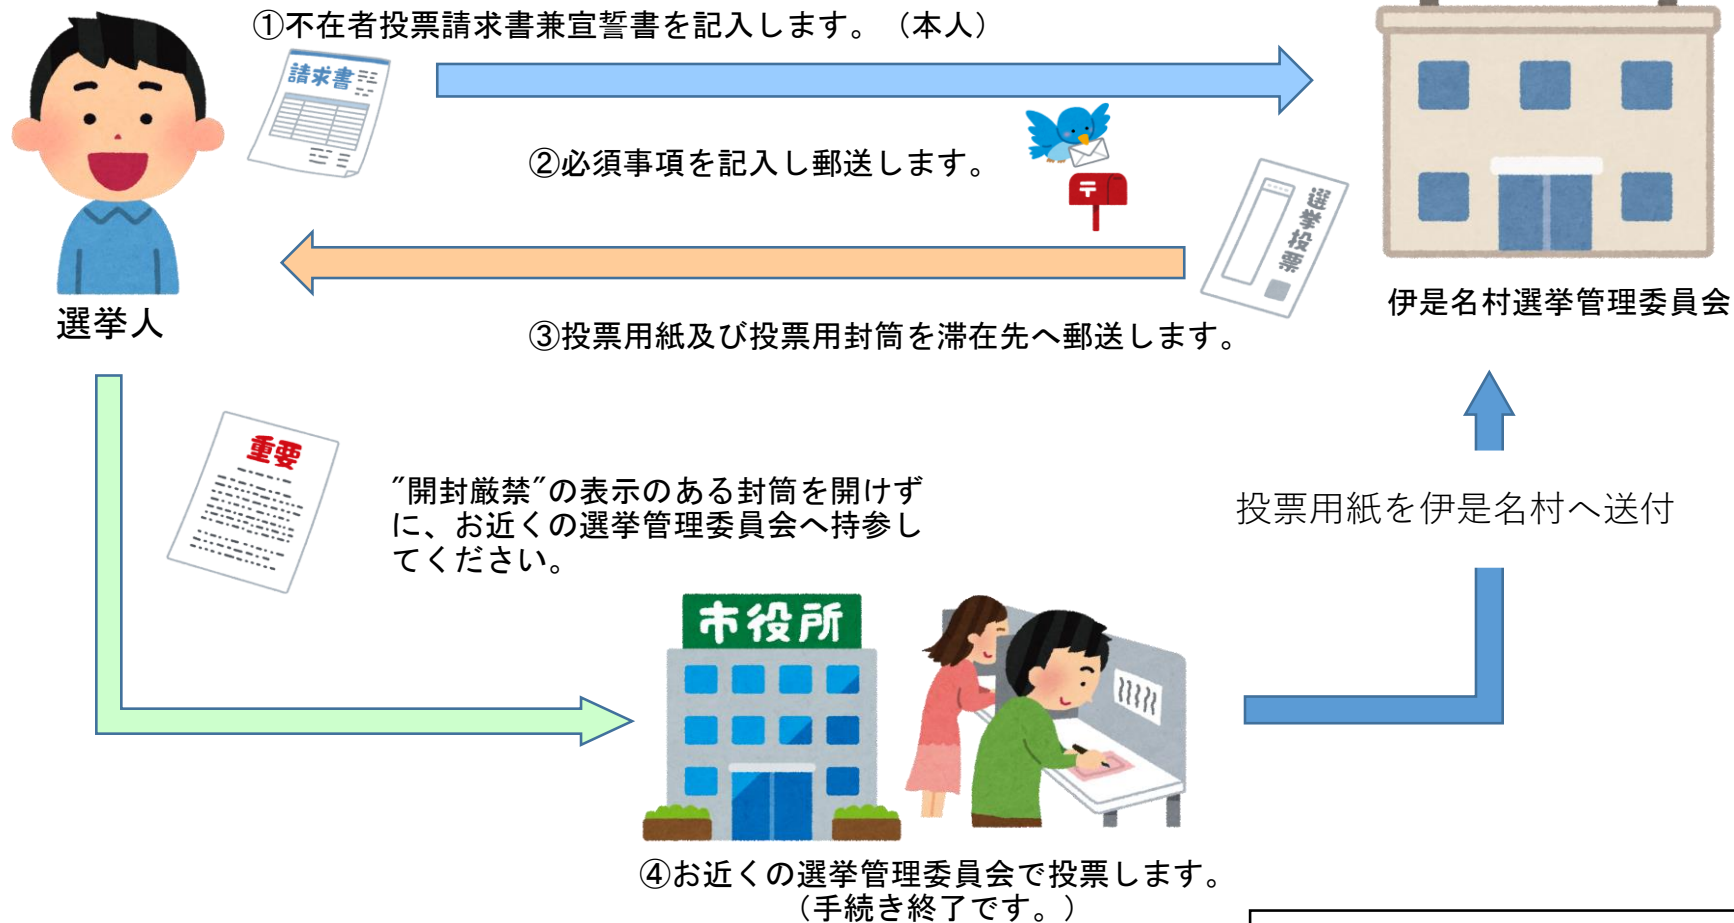 ①不在者投票請求書兼宣誓書を記入します。（本人）
請求書
②必須事項を記入し郵送します。
〒
選挙投票
選挙人
伊是名村選挙管理委員会
③投票用紙及び投票用封筒を滞在先へ郵送します。
重要
”開封厳禁”の表示のある封筒を開けず
に、お近くの選挙管理委員会へ持参し
てください。
投票用紙を伊是名村へ送付
市役所
④お近くの選挙管理委員会で投票します。
（手続き終了です。）